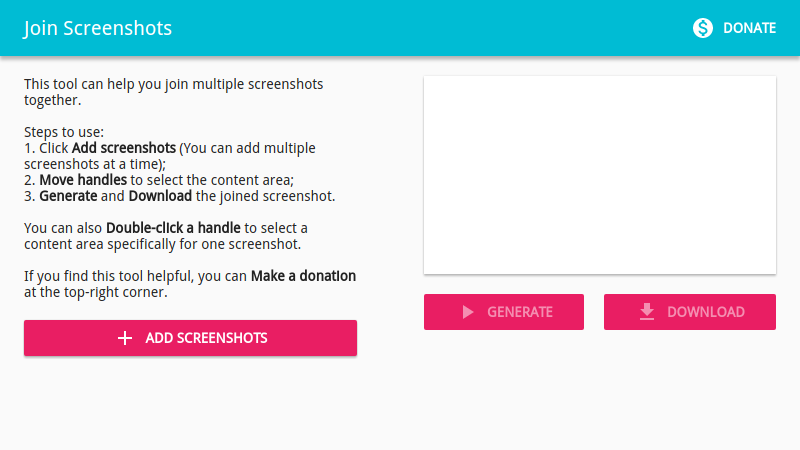 Join Screenshots
DONATE
This tool can help you join multiple screenshots
together.
Steps to use:
1. Click Add screenshots (You can add multiple
screenshots at a time);
2. Move handles to select the content area;
3. Generate and Download the joined screenshot.
You can also Double-click a handle to select a
content area specifically for one screenshot.
If you find this tool helpful, you can Make a donation
at the top-right corner.
ADD SCREENSHOTS
GENERATE
DOWNLOAD